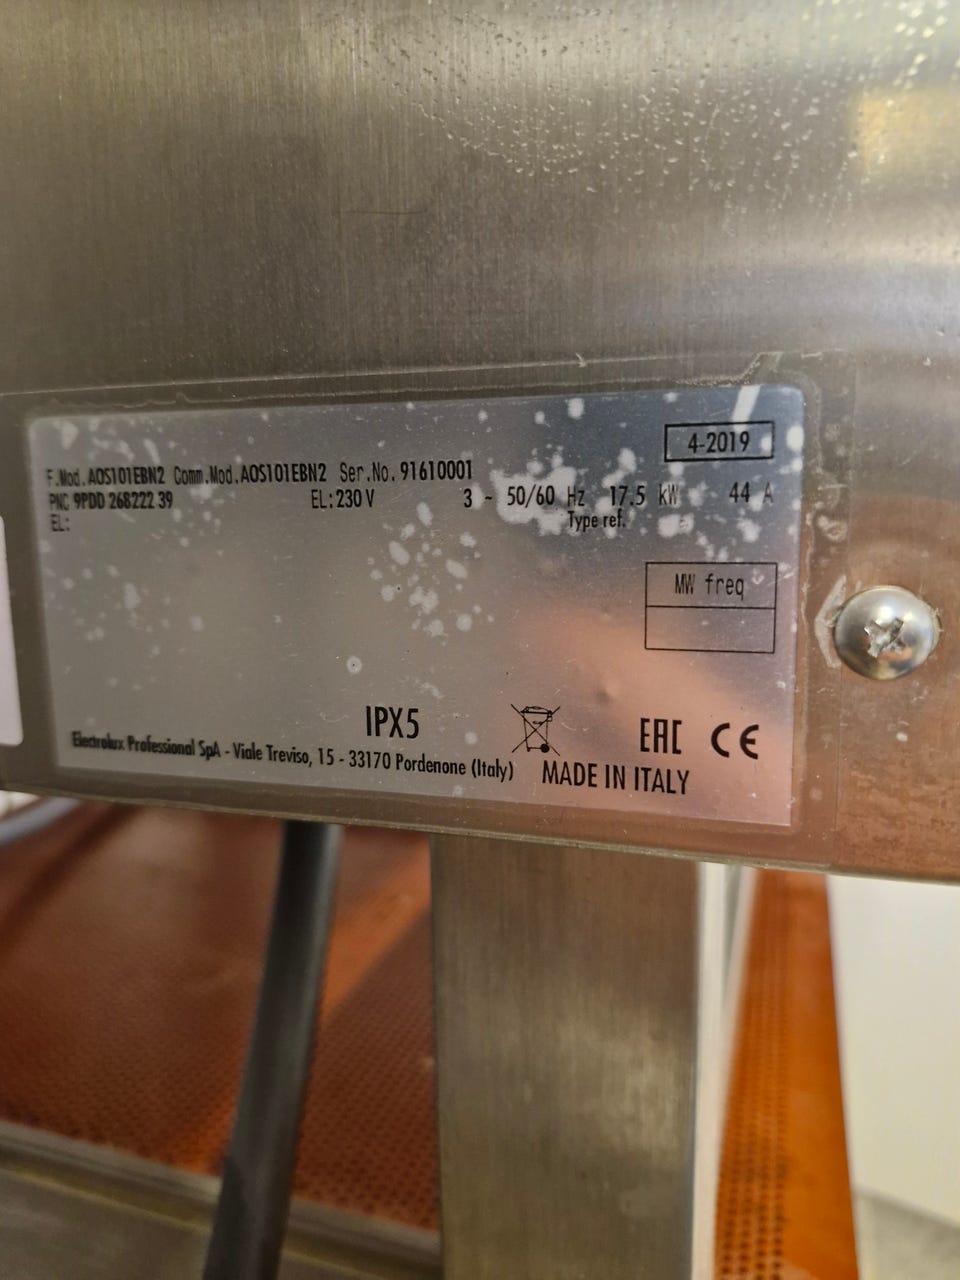 4-2019
F.Mod.AOS101EBN2 Comm.Mod.AOS101EBN2 Ser.No.91610001
PNC 9PDD 268222 39 EL:230 V 3 ~ 50/60 Hz 17.5 kW 44 A
EL: Type ref.
MW freq
IPX5 EAC CE
Electrolux Professional SpA - Viale Treviso, 15 - 33170 Pordenone (Italy) MADE IN ITALY